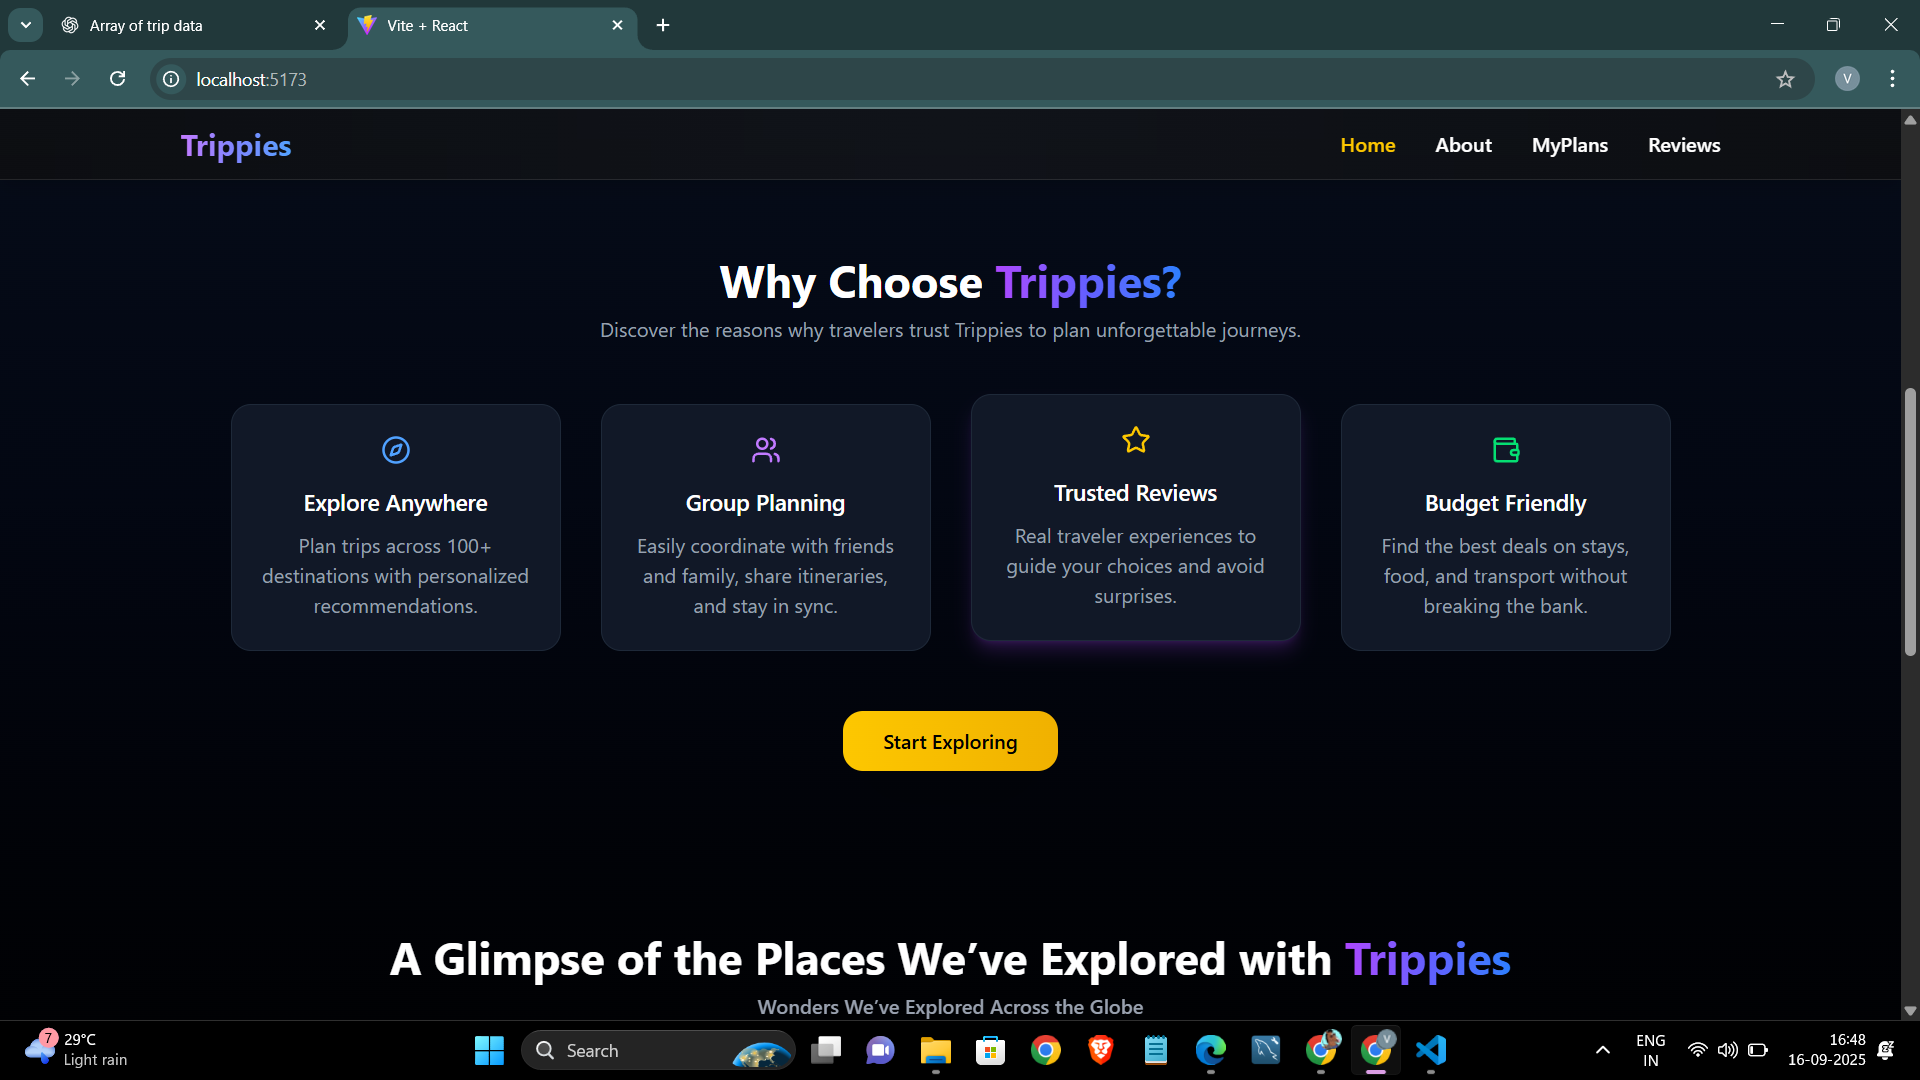 Array of trip data
Vite + React
localhost:5173
V
Trippies
Home
About
MyPlans
Reviews
Why Choose Trippies?
Discover the reasons why travelers trust Trippies to plan unforgettable journeys.
Explore Anywhere
Plan trips across 100+
destinations with personalized
recommendations.
Group Planning
Easily coordinate with friends
and family, share itineraries,
and stay in sync.
Trusted Reviews
Real traveler experiences to
guide your choices and avoid
surprises.
Budget Friendly
Find the best deals on stays,
food, and transport without
breaking the bank.
Start Exploring
A Glimpse of the Places We’ve Explored with Trippies
Wonders We’ve Explored Across the Globe
7
29°C
Light rain
Search
V
ENG
IN
16:48
16-09-2025